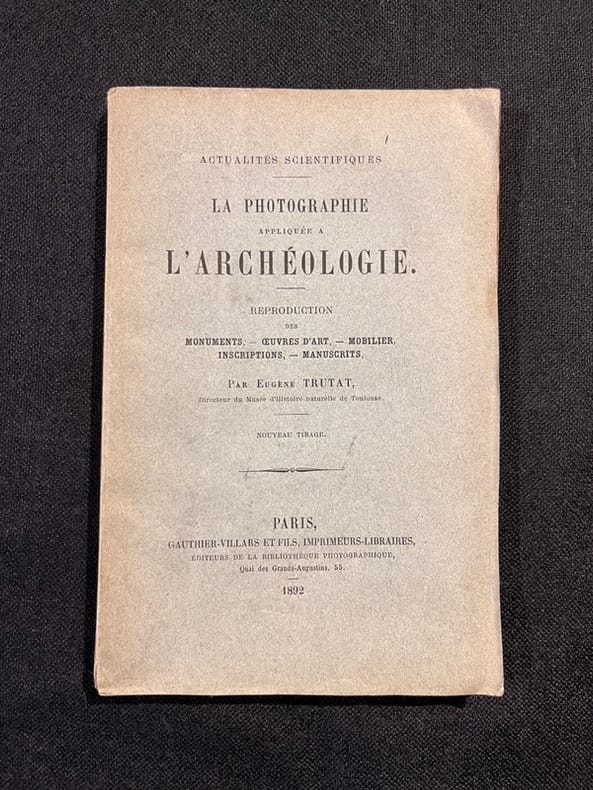 ACTUALITÉS SCIENTIFIQUES
LA PHOTOGRAPHIE
APPLIQUÉE A
L'ARCHÉOLOGIE.
REPRODUCTION
DES
MONUMENTS, — ŒUVRES D'ART, — MOBILIER,
INSCRIPTIONS, — MANUSCRITS,
PAR EUGÈNE TRUTAT,
Directeur du Musée d'Histoire naturelle de Toulouse.
NOUVEAU TIRAGE.
PARIS,
GAUTHIER-VILLARS ET FILS, IMPRIMEURS-LIBRAIRES,
ÉDITEURS DE LA BIBLIOTHÈQUE PHOTOGRAPHIQUE,
Quai des Grands-Augustins, 55.
1892